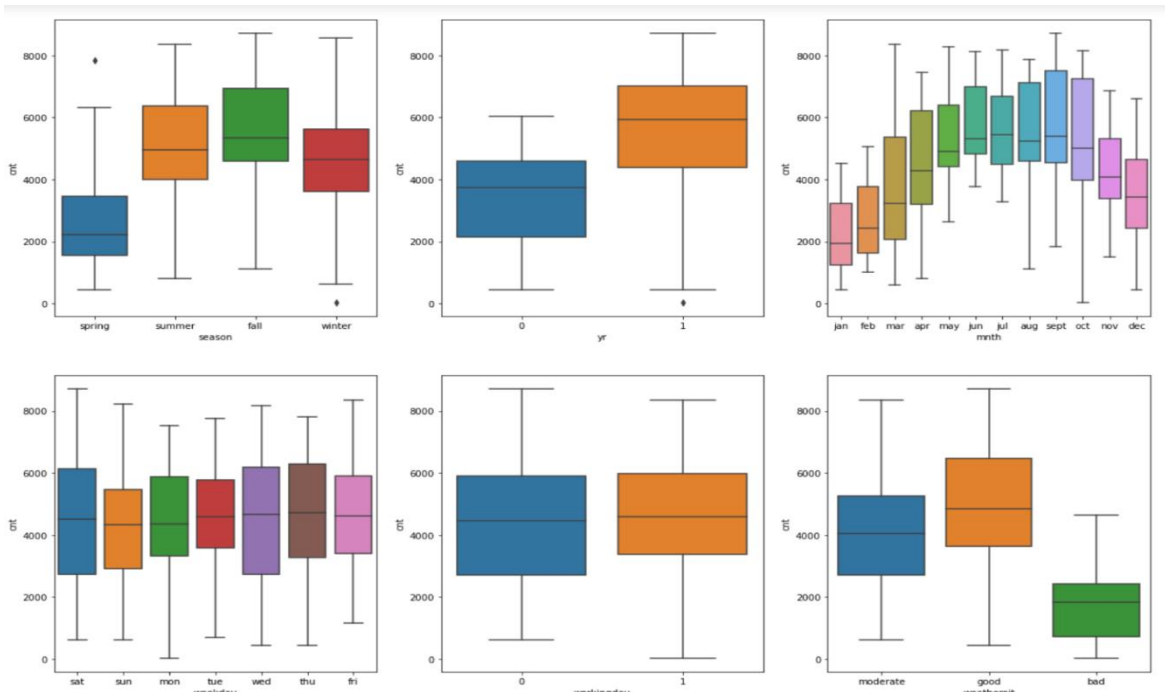 8000
6000
4000
2000
0
cnt
spring summer fall winter
season
8000
6000
4000
2000
0
cnt
0 1
yr
8000
6000
4000
2000
0
cnt
jan feb mar apr may jun jul aug sept oct nov dec
mnth
8000
6000
4000
2000
0
cnt
sat sun mon tue wed thu fri
weekday
8000
6000
4000
2000
0
cnt
0 1
workingday
8000
6000
4000
2000
0
cnt
moderate good bad
weathersit